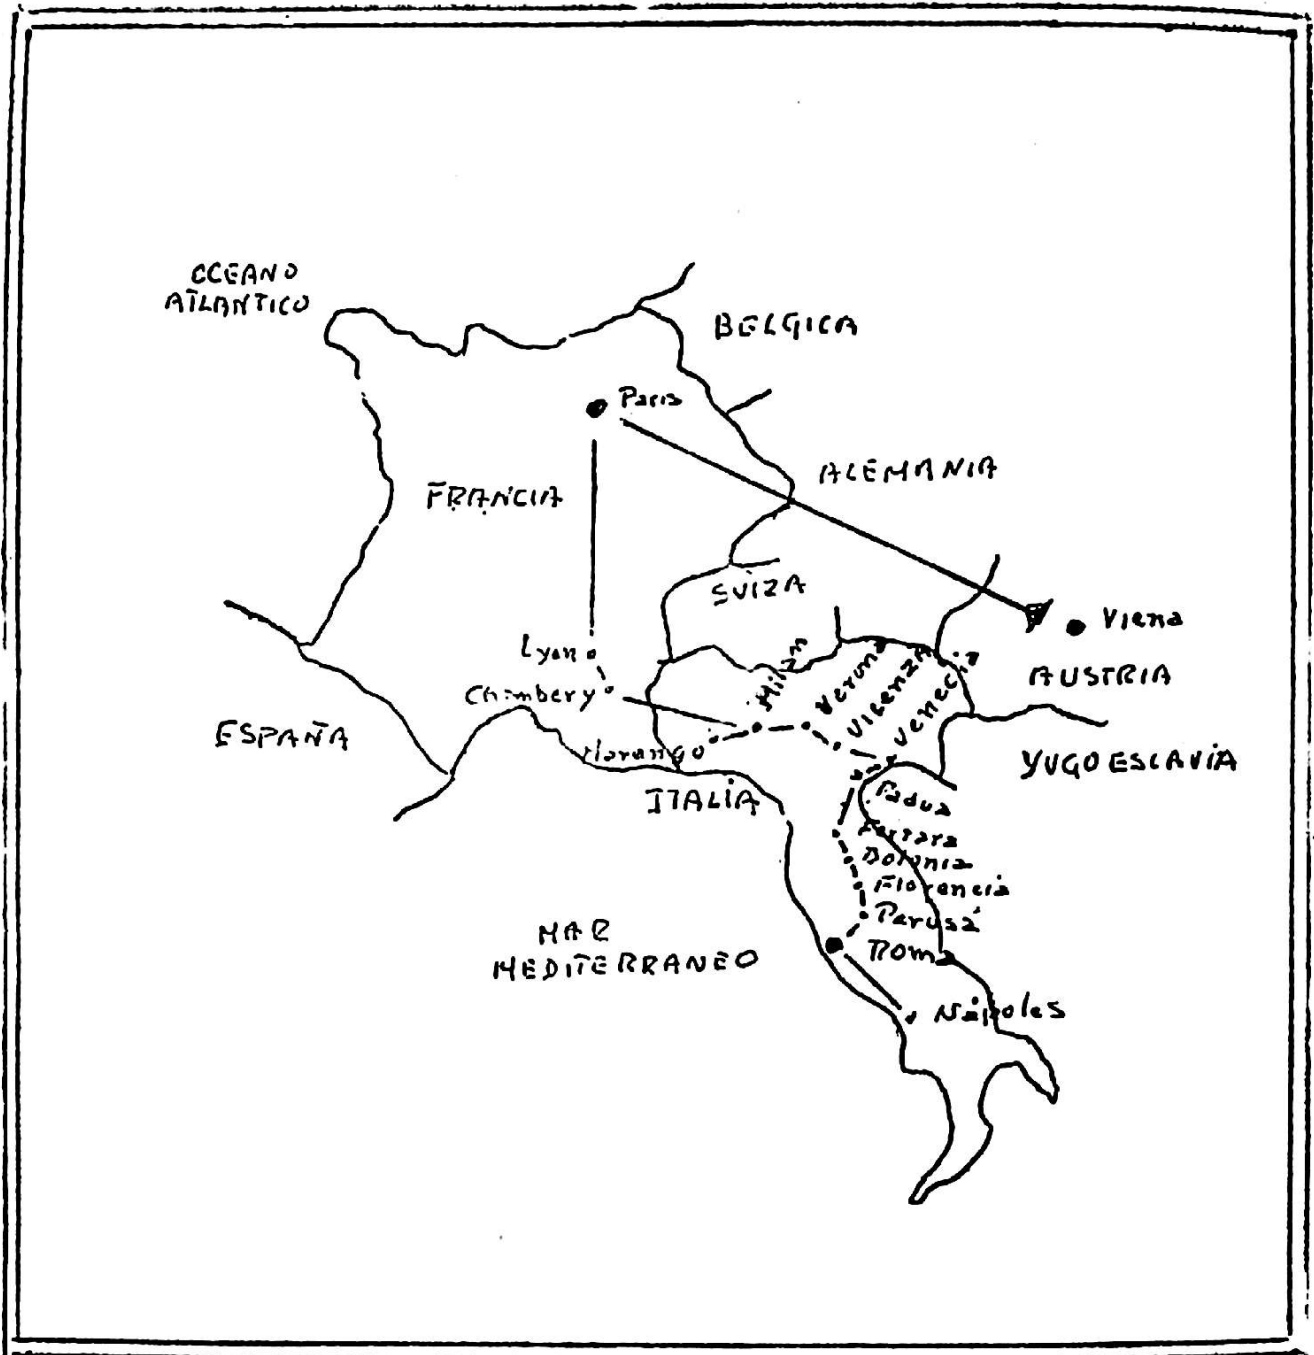 OCEANO
ATLANTICO
BELGICA
Paris
ALEMANIA
FRANCIA
SUIZA
Viena
Lyon
Milan
Verona
Vicenza
Venecia
AUSTRIA
Chambery
ESPAÑA
Marengo
YUGOESLAVIA
ITALIA
Padua
Ferrara
Bolonia
Florencia
Perusa
MAR
MEDITERRANEO
Roma
Nápoles